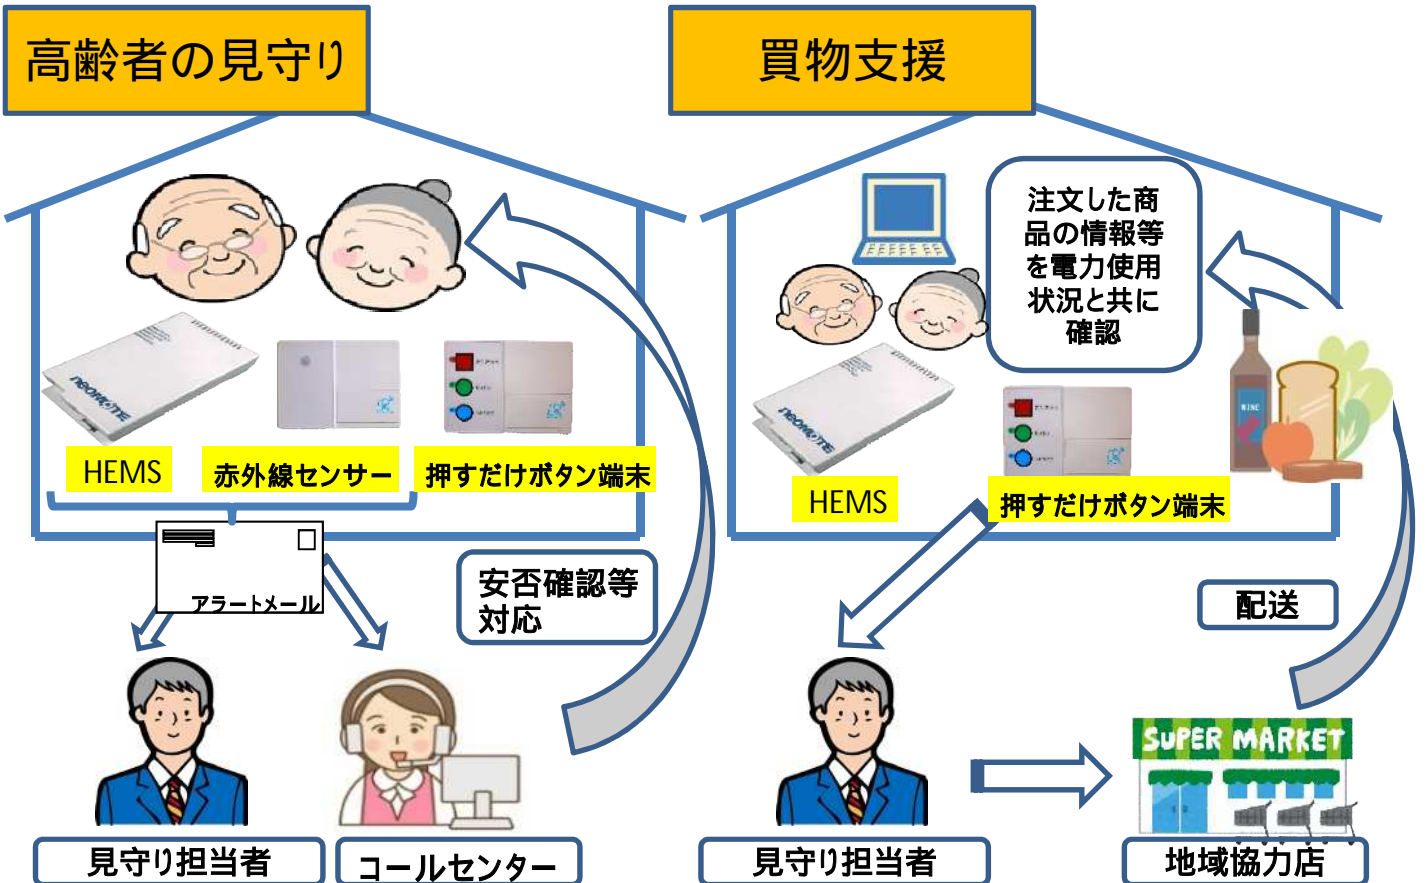 高齢者の見守り
neomote
HEMS
赤外線センサー
押すだけボタン端末
アラートメール
安否確認等
対応
見守り担当者
コールセンター
買物支援
注文した商
品の情報等
を電力使用
状況と共に
確認
WINE
neomote
HEMS
押すだけボタン端末
配送
見守り担当者
SUPER MARKET
地域協力店